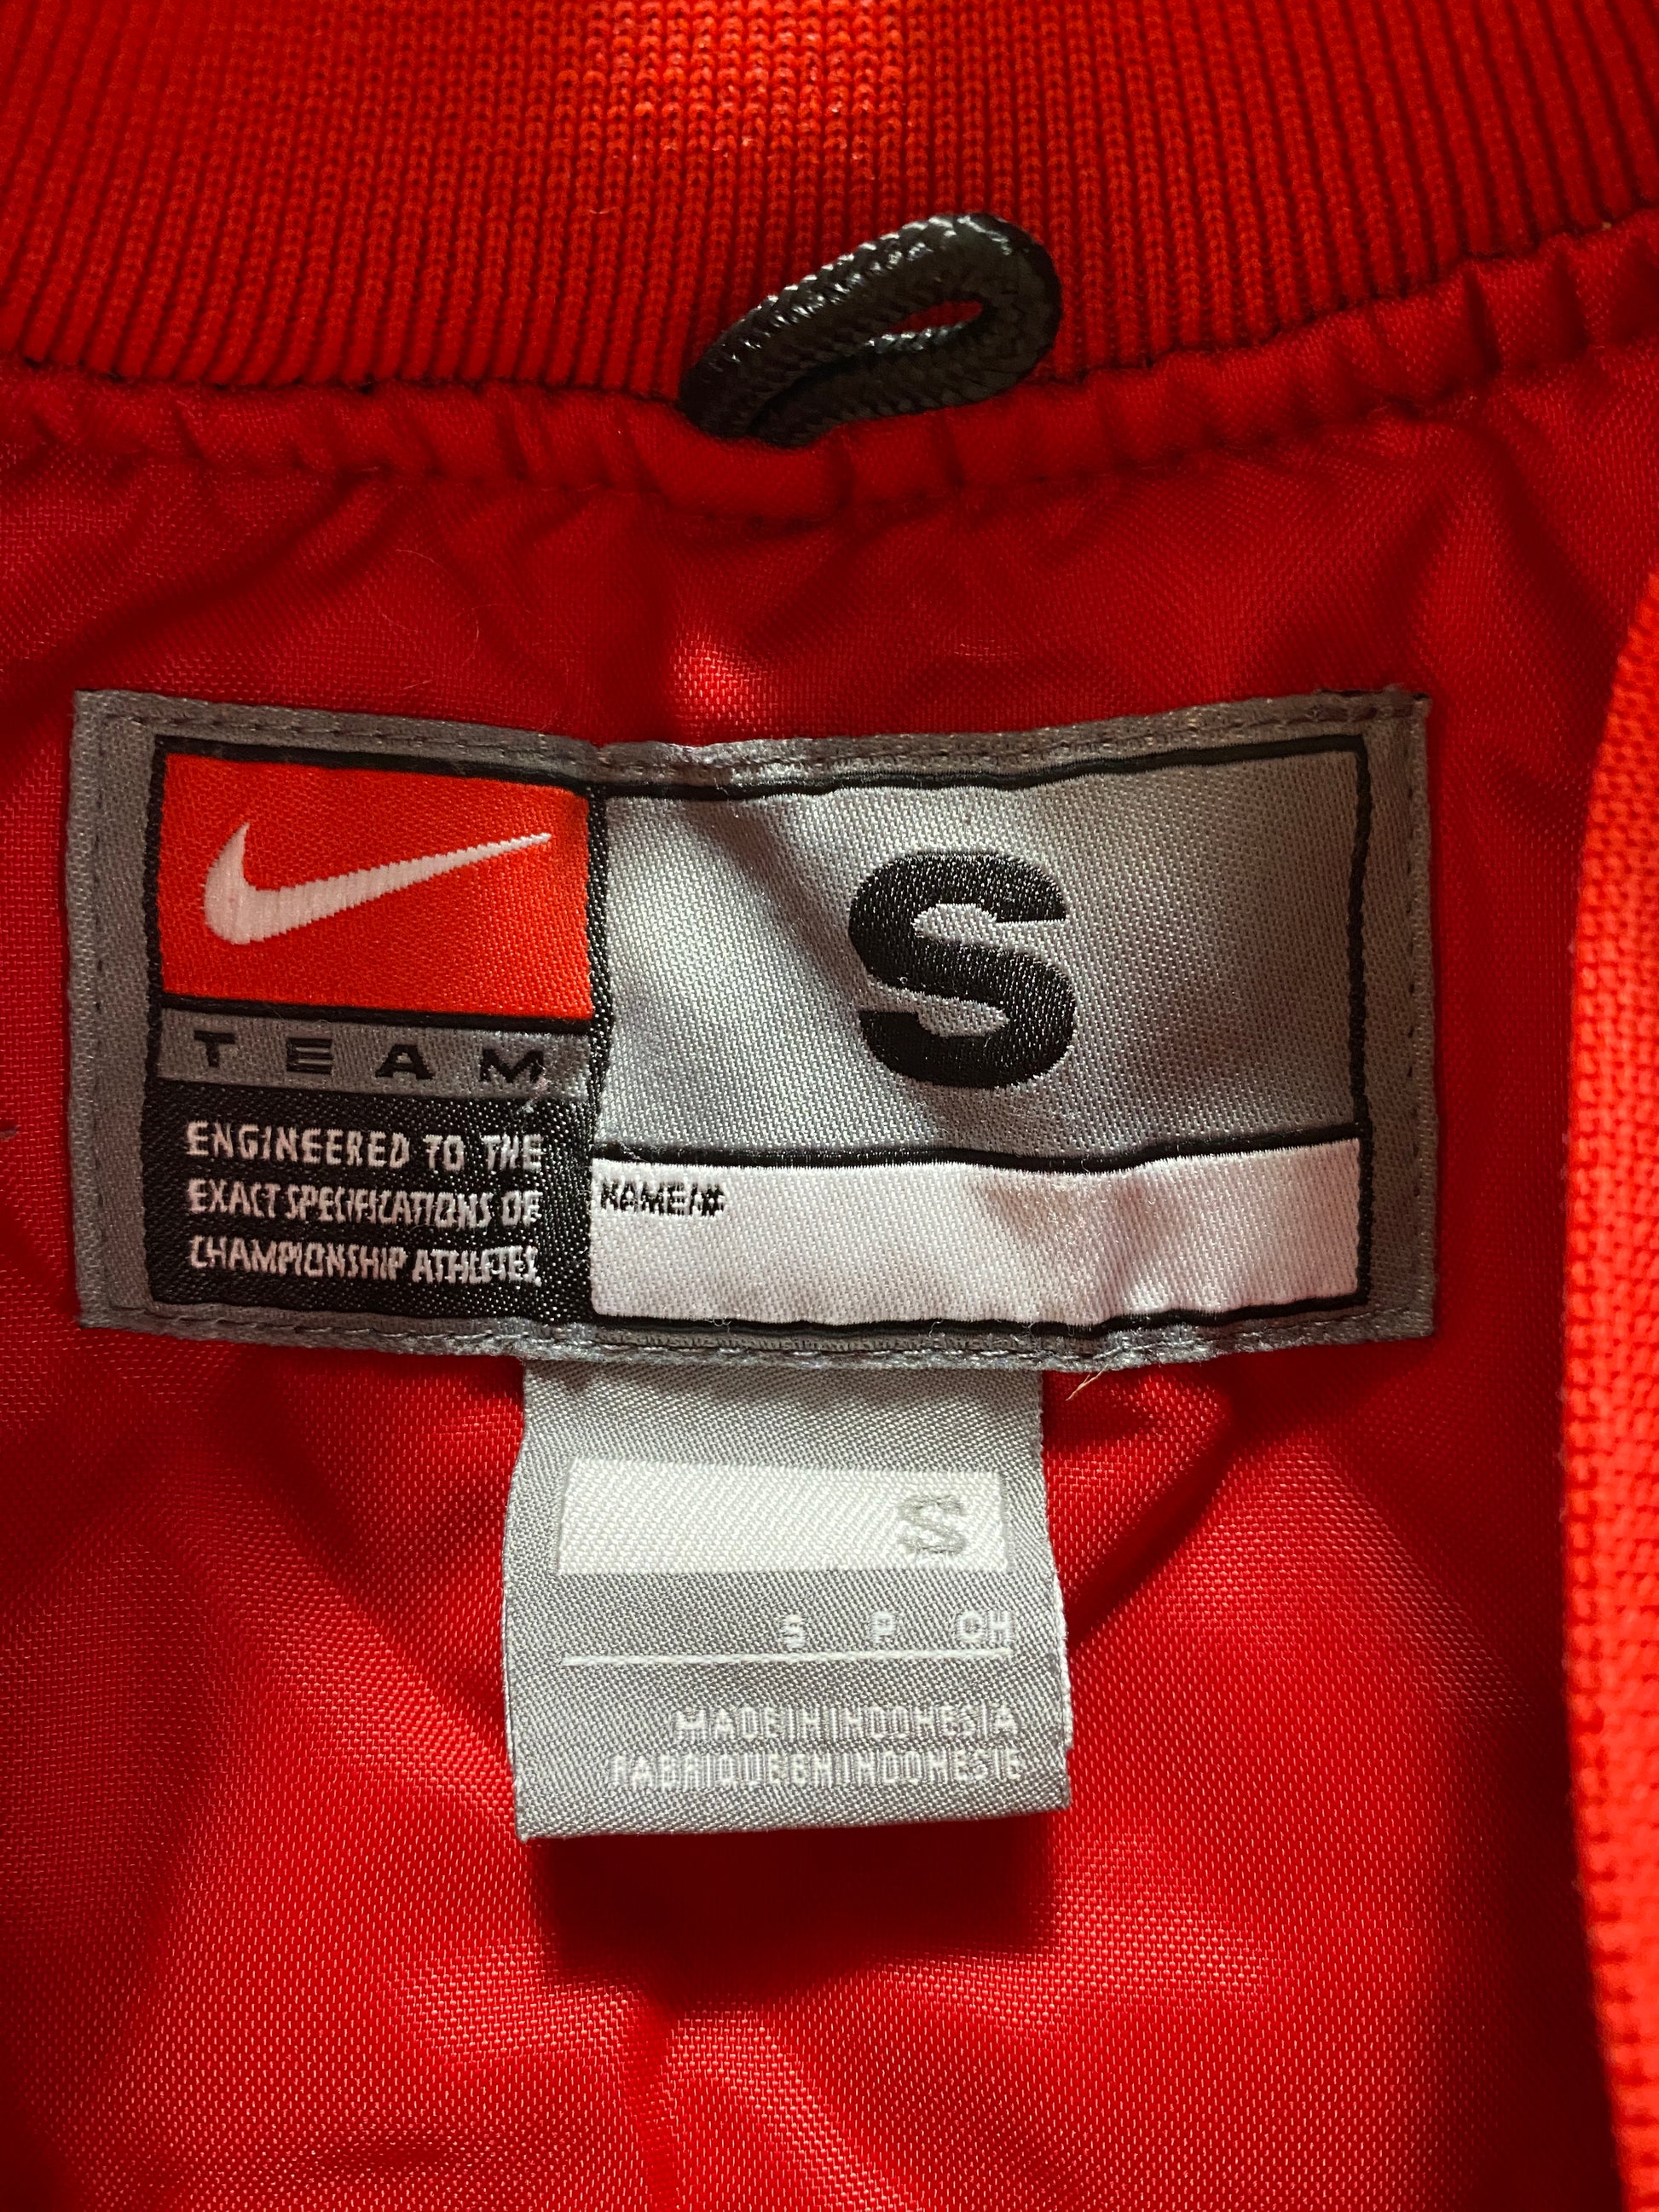 S
TEAM
ENGINEERED TO THE
EXACT SPECIFICATIONS OF
CHAMPIONSHIP ATHLETES
NAME/#
S
S P CH
MADE IN INDONESIA
FABRIQUE EN INDONESIE